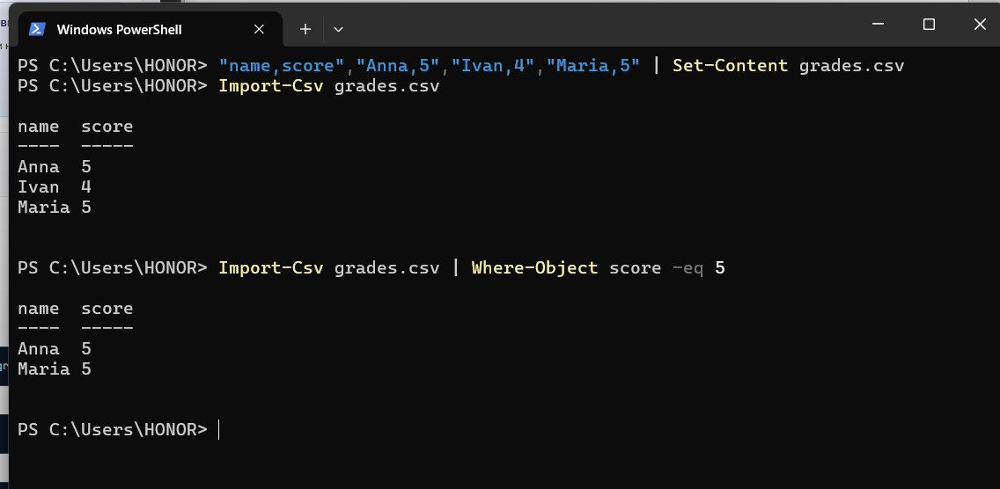 Windows PowerShell
PS C:\Users\HONOR> "name,score","Anna,5","Ivan,4","Maria,5" | Set-Content grades.csv
PS C:\Users\HONOR> Import-Csv grades.csv
name  score
----  -----
Anna  5
Ivan  4
Maria 5
PS C:\Users\HONOR> Import-Csv grades.csv | Where-Object score -eq 5
name  score
----  -----
Anna  5
Maria 5
PS C:\Users\HONOR>